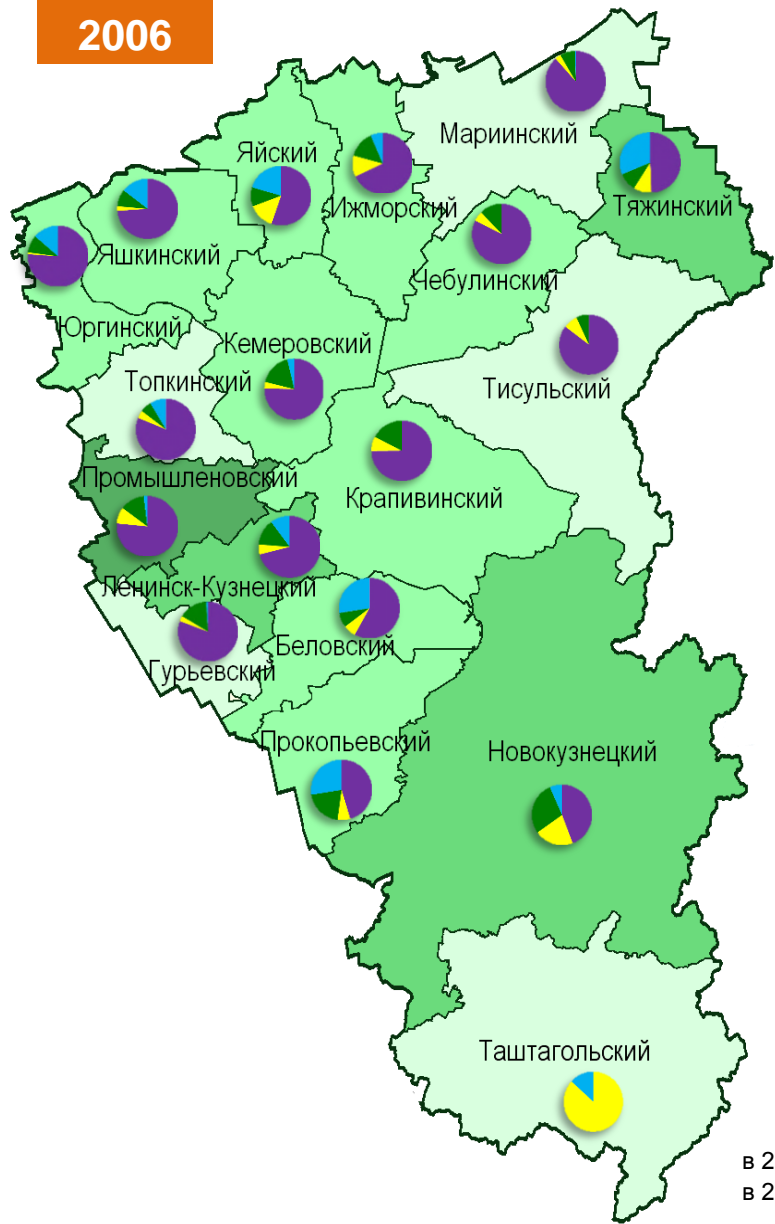 2006
Мариинский
Яйский
Тяжинский
Ижморский
Яшкинский
Чебулинский
Юргинский
Кемеровский
Топкинский
Тисульский
Промышленовский
Крапивинский
Ленинск-Кузнецкий
Беловский
Гурьевский
Прокопьевский
Новокузнецкий
Таштагольский
в 2
в 2